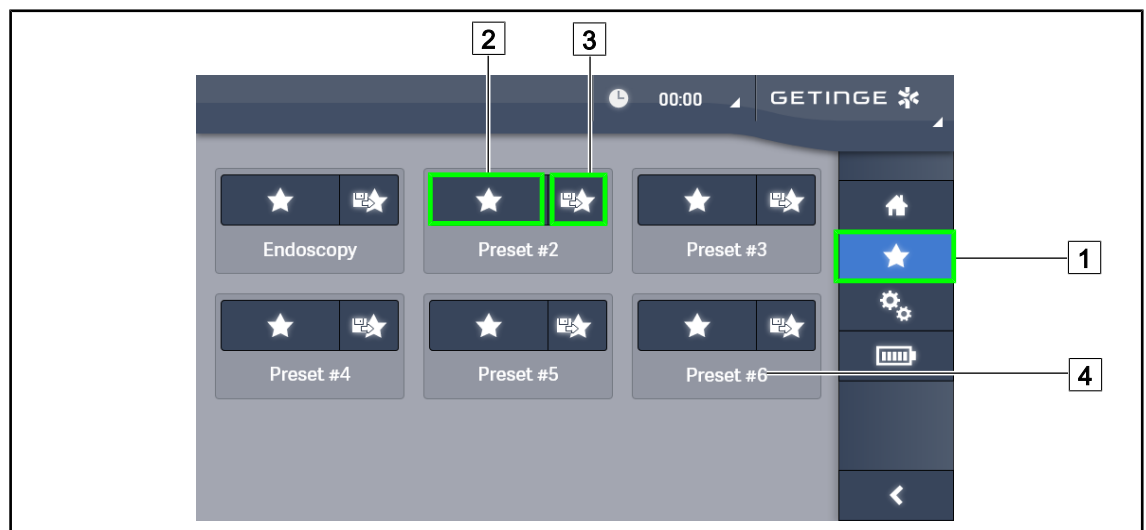 2 3
00:00 GETINGE
Endoscopy Preset #2 Preset #3
1
Preset #4 Preset #5 Preset #6
4